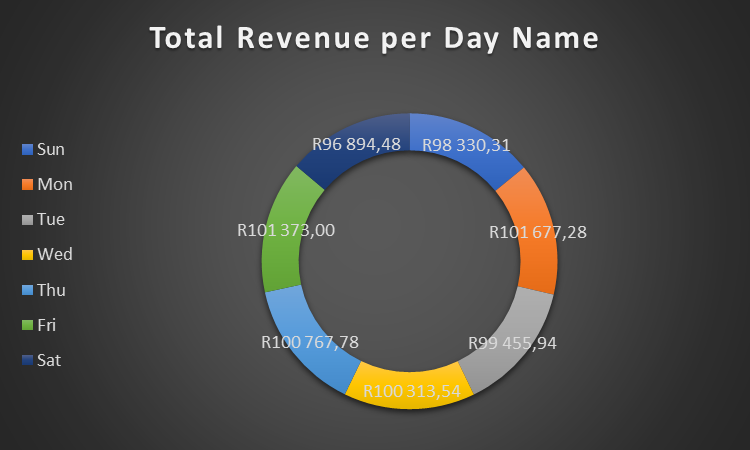 Total Revenue per Day Name
Sun
Mon
Tue
Wed
Thu
Fri
Sat
R98 330,31
R101 677,28
R99 455,94
R100 313,54
R100 767,78
R101 373,00
R96 894,48